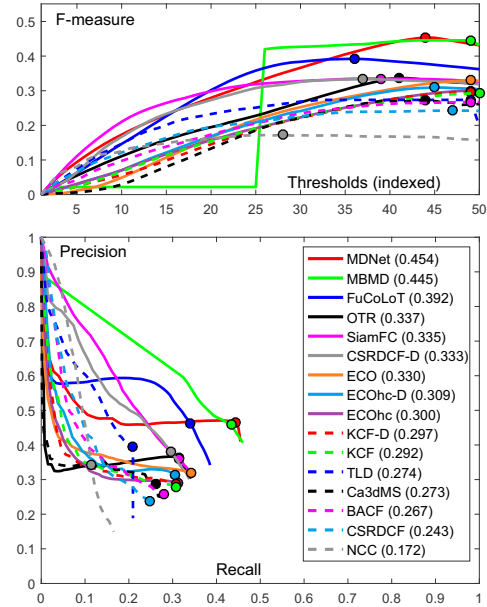 F-measure
0.5
0.4
0.3
0.2
0.1
0
Thresholds (indexed)
5 10 15 20 25 30 35 40 45 50
Precision
1
0.9
0.8
0.7
0.6
0.5
0.4
0.3
0.2
0.1
0
MDNet (0.454)
MBMD (0.445)
FuCoLoT (0.392)
OTR (0.337)
SiamFC (0.335)
CSRDCF-D (0.333)
ECO (0.330)
ECOhc-D (0.309)
ECOhc (0.300)
KCF-D (0.297)
KCF (0.292)
TLD (0.274)
Ca3dMS (0.273)
BACF (0.267)
CSRDCF (0.243)
NCC (0.172)
0 0.1 0.2 0.3 0.4 0.5 0.6 0.7 0.8 0.9 1
Recall